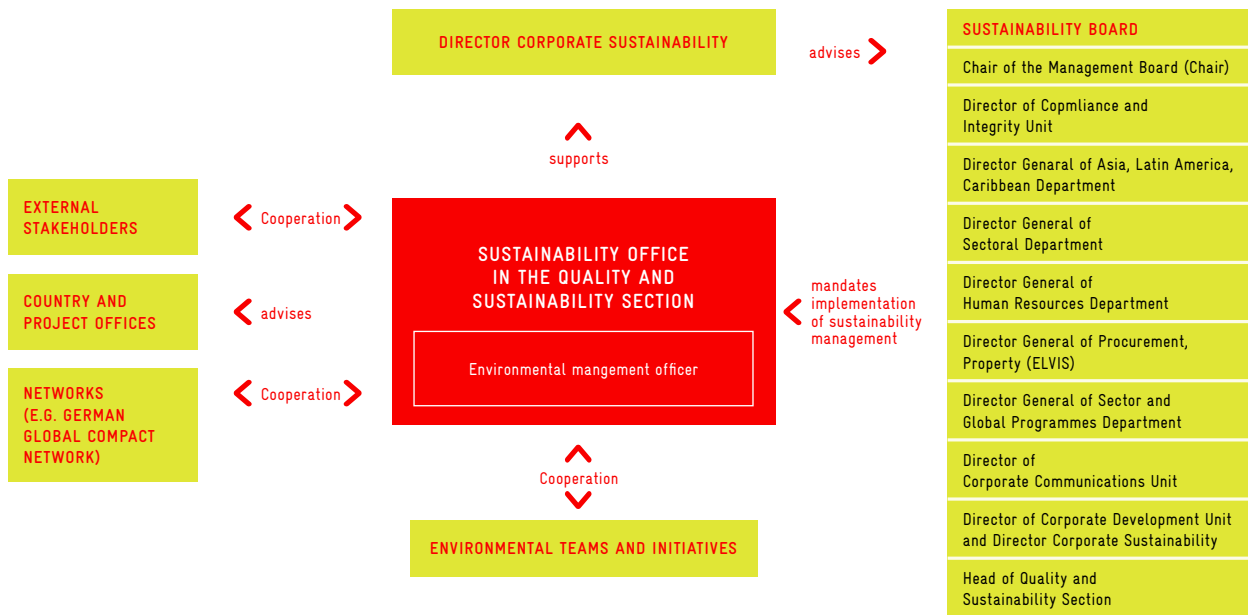 DIRECTOR CORPORATE SUSTAINABILITY
advises
supports
EXTERNAL
STAKEHOLDERS
Cooperation
COUNTRY AND
PROJECT OFFICES
advises
NETWORKS
(E.G. GERMAN
GLOBAL COMPACT
NETWORK)
Cooperation
SUSTAINABILITY OFFICE
IN THE QUALITY AND
SUSTAINABILITY SECTION
Environmental mangement officer
mandates
implementation
of sustainability
management
Cooperation
ENVIRONMENTAL TEAMS AND INITIATIVES
SUSTAINABILITY BOARD
Chair of the Management Board (Chair)
Director of Copmliance and
Integrity Unit
Director Genaral of Asia, Latin America,
Caribbean Department
Director General of
Sectoral Department
Director General of
Human Resources Department
Director General of Procurement,
Property (ELVIS)
Director General of Sector and
Global Programmes Department
Director of
Corporate Communications Unit
Director of Corporate Development Unit
and Director Corporate Sustainability
Head of Quality and
Sustainability Section